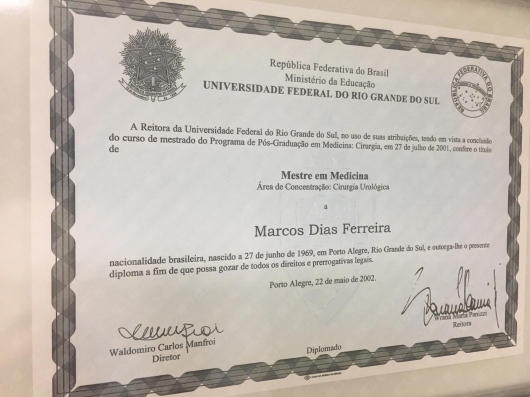 República Federativa do Brasil
Ministério da Educação
UNIVERSIDADE FEDERAL DO RIO GRANDE DO SUL
REPÚBLICA FEDERATIVA DO BRASIL
A Reitora da Universidade Federal do Rio Grande do Sul, no uso de suas atribuições, tendo em vista a conclusão
do curso de mestrado do Programa de Pós-Graduação em Medicina: Cirurgia, em 27 de julho de 2001, confere o título
de
Mestre em Medicina
Área de Concentração: Cirurgia Urológica
a
Marcos Dias Ferreira
nacionalidade brasileira, nascido a 27 de junho de 1969, em Porto Alegre, Rio Grande do Sul, e outorga-lhe o presente
diploma a fim de que possa gozar de todos os direitos e prerrogativas legais.
Porto Alegre, 22 de maio de 2002.
Waldomiro Carlos Manfroi
Diretor
Diplomado
Wrana Maria Panizzi
Reitora